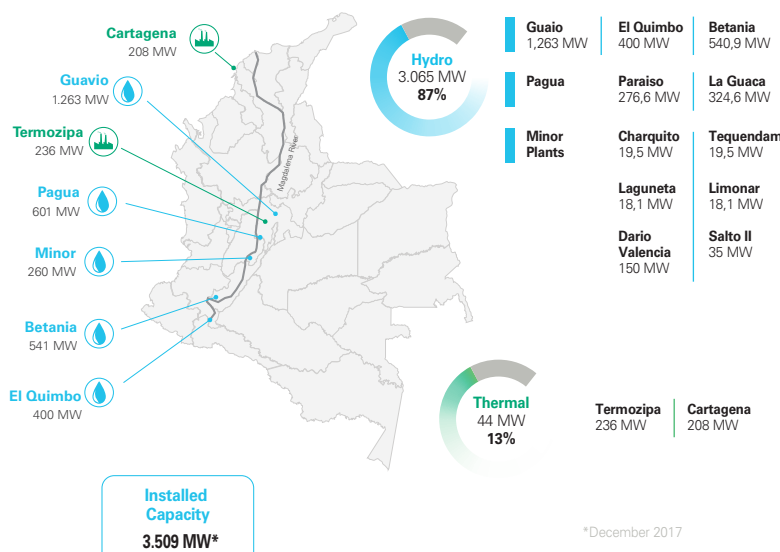 Cartagena
208 MW
Guavio
1.263 MW
Termozipa
236 MW
Pagua
601 MW
Minor
260 MW
Betania
541 MW
El Quimbo
400 MW
Magdalena River
Installed
Capacity
3.509 MW*
Hydro
3.065 MW
87%
Guaio
1,263 MW
El Quimbo
400 MW
Betania
540,9 MW
Pagua
Paraiso
276,6 MW
La Guaca
324,6 MW
Minor
Plants
Charquito
19,5 MW
Tequendam
19,5 MW
Laguneta
18,1 MW
Limonar
18,1 MW
Dario
Valencia
150 MW
Salto II
35 MW
Thermal
44 MW
13%
Termozipa
236 MW
Cartagena
208 MW
*December 2017